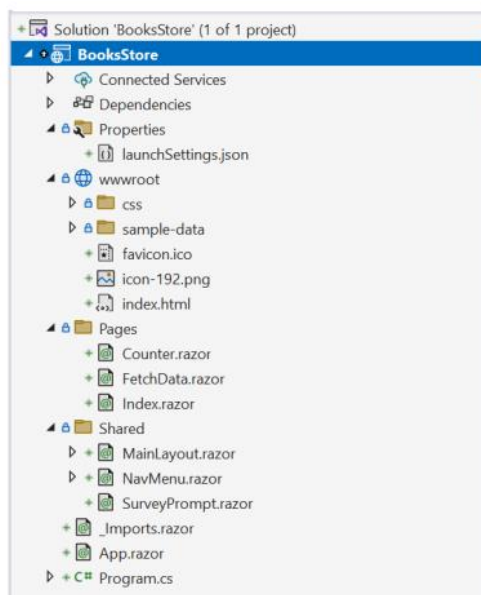 Solution 'BooksStore' (1 of 1 project)
BooksStore
Connected Services
Dependencies
Properties
launchSettings.json
wwwroot
css
sample-data
favicon.ico
icon-192.png
index.html
Pages
Counter.razor
FetchData.razor
Index.razor
Shared
MainLayout.razor
NavMenu.razor
SurveyPrompt.razor
_Imports.razor
App.razor
C# Program.cs